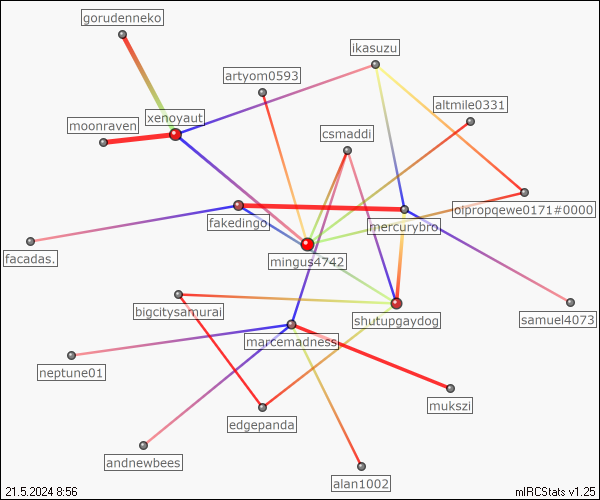 gorudenneko
ikasuzu
artyom0593
altmile0331
xenoyaut
moonraven
csmaddi
olpropqewe0171#0000
fakedingo
mercurybro_
facadas.
mingus4742
bigcitysamurai
shutupgaydog
samuel4073
marcemadness
neptune01
mukszi
edgepanda
andnewbees
alan1002
21.5.2024 8:56
mIRCStats v1.25